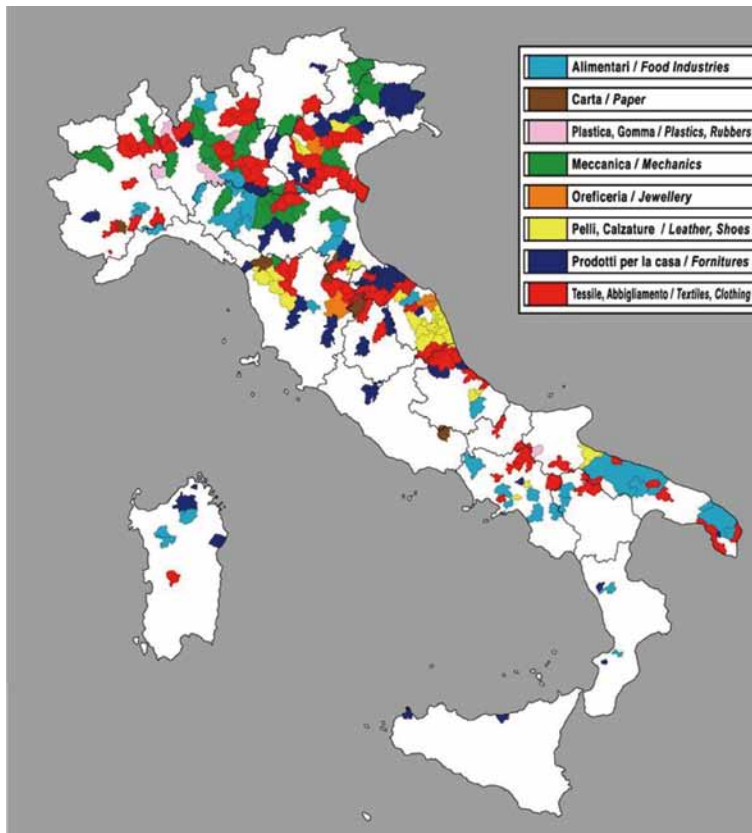 Alimentari / Food Industries
Carta / Paper
Plastica, Gomma / Plastics, Rubbers
Meccanica / Mechanics
Oreficeria / Jewellery
Pelli, Calzature / Leather, Shoes
Prodotti per la casa / Fornitures
Tessile, Abbigliamento / Textiles, Clothing